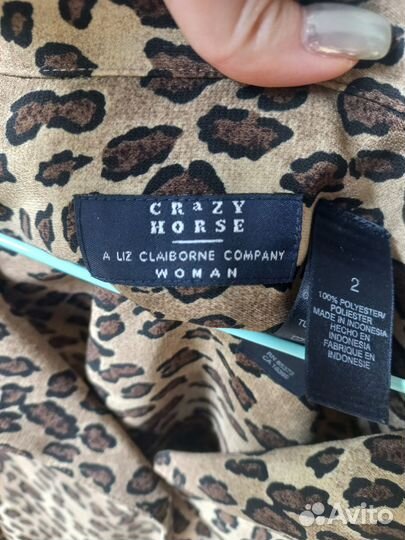 CRaZY
HORSE
A LIZ CLAIBORNE COMPANY
WOMAN
2
100% POLYESTER/
POLIESTER
MADE IN INDONESIA
HECHO EN
INDONESIA
FABRIQUE EN
INDONESIE
Avito